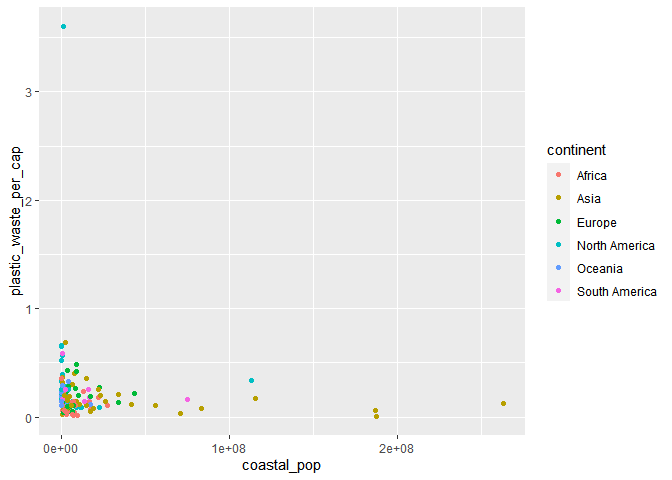 3
2
1
0
plastic_waste_per_cap
0e+00
1e+08
2e+08
coastal_pop
continent
Africa
Asia
Europe
North America
Oceania
South America